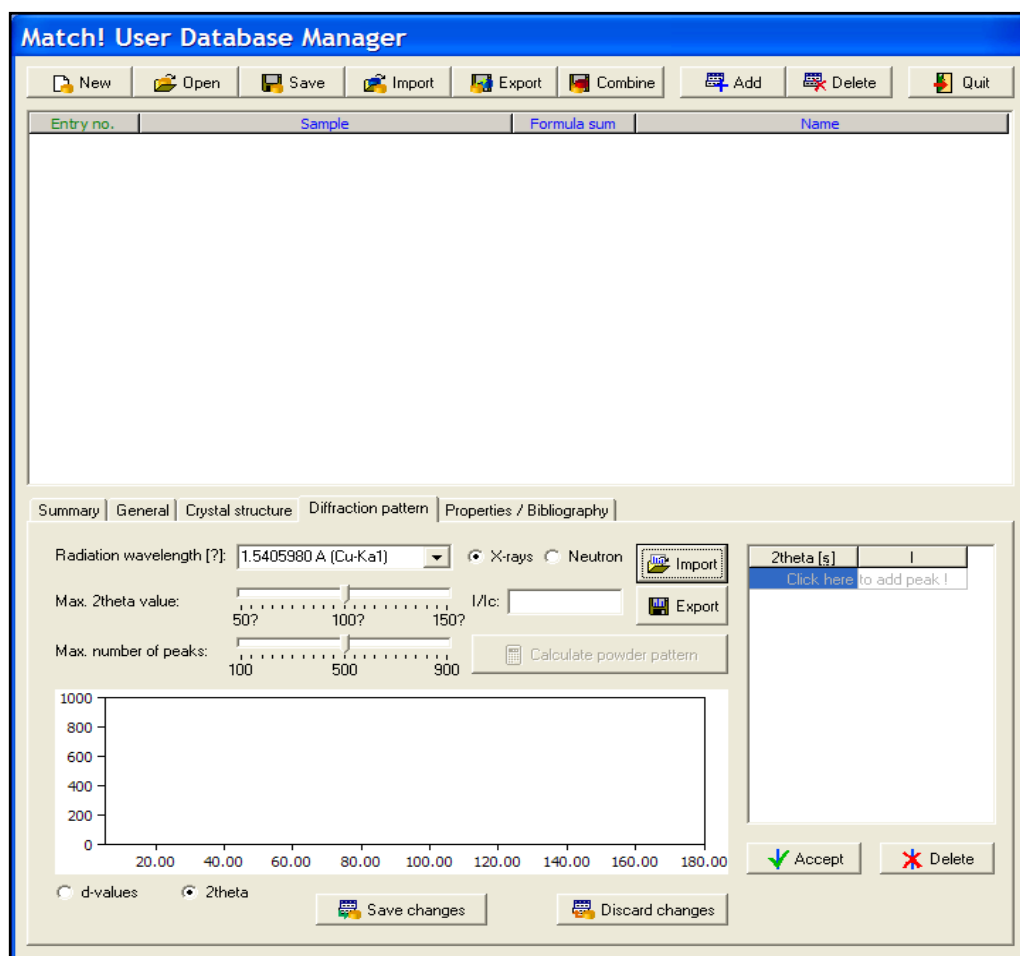 Match! User Database Manager
New Open Save Import Export Combine Add Delete Quit
Entry no. Sample Formula sum Name
Summary General Crystal structure Diffraction pattern Properties / Bibliography
Radiation wavelength [?]: 1.5405980 A (Cu-Ka1) X-rays Neutron Import
Max. 2theta value: 50? 100? 150? I/Ic: Export
Max. number of peaks: 100 500 900 Calculate powder pattern
2theta [ş] I
Click here to add peak !
1000
800
600
400
200
0
20.00 40.00 60.00 80.00 100.00 120.00 140.00 160.00 180.00
Accept Delete
d-values 2theta
Save changes Discard changes